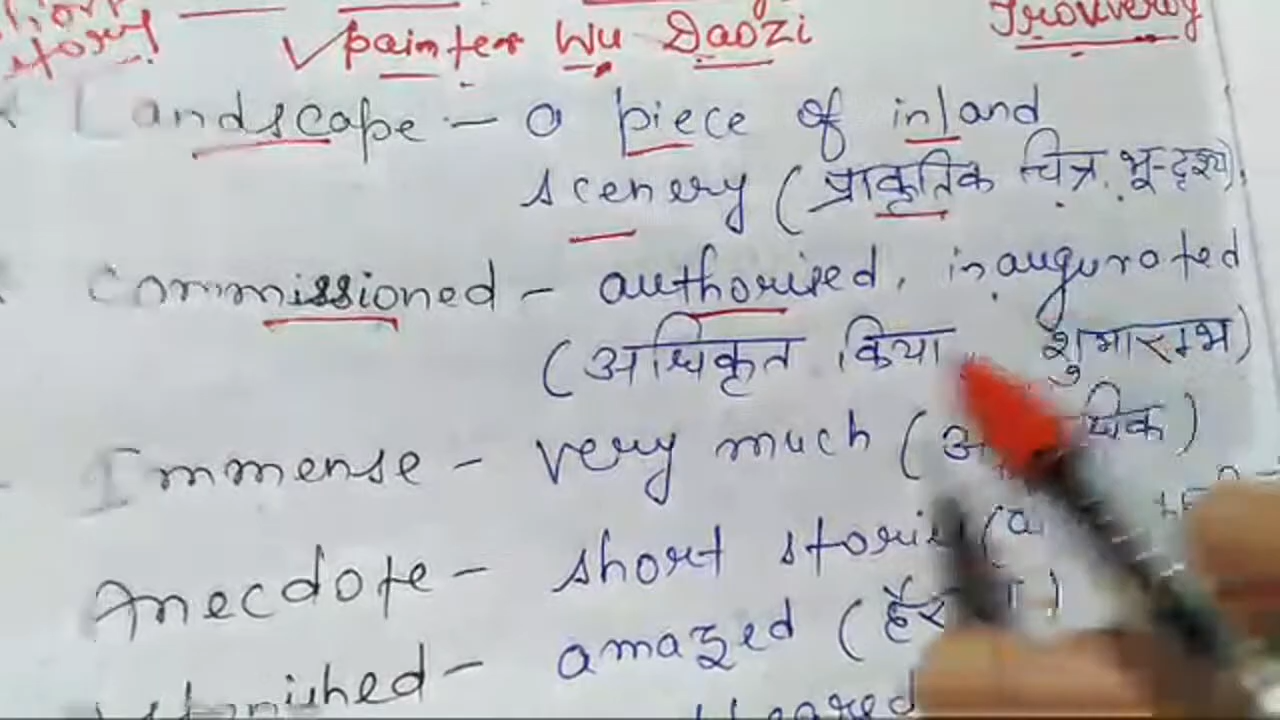 story
✓painter Wu Daozi
Landscape - a piece of inland
scenery (प्राकृतिक चित्र, भू-दृश्य)
Commissioned - authorised, inaugurated
(अधिकृत किया शुभारम्भ)
Immense - very much (
Anecdote - short stories (
amazed (